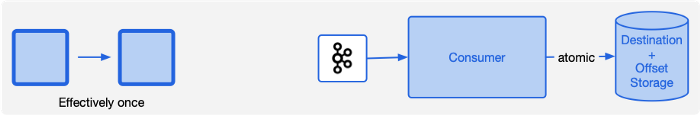 Effectively once
Consumer
atomic
Destination
+
Offset
Storage